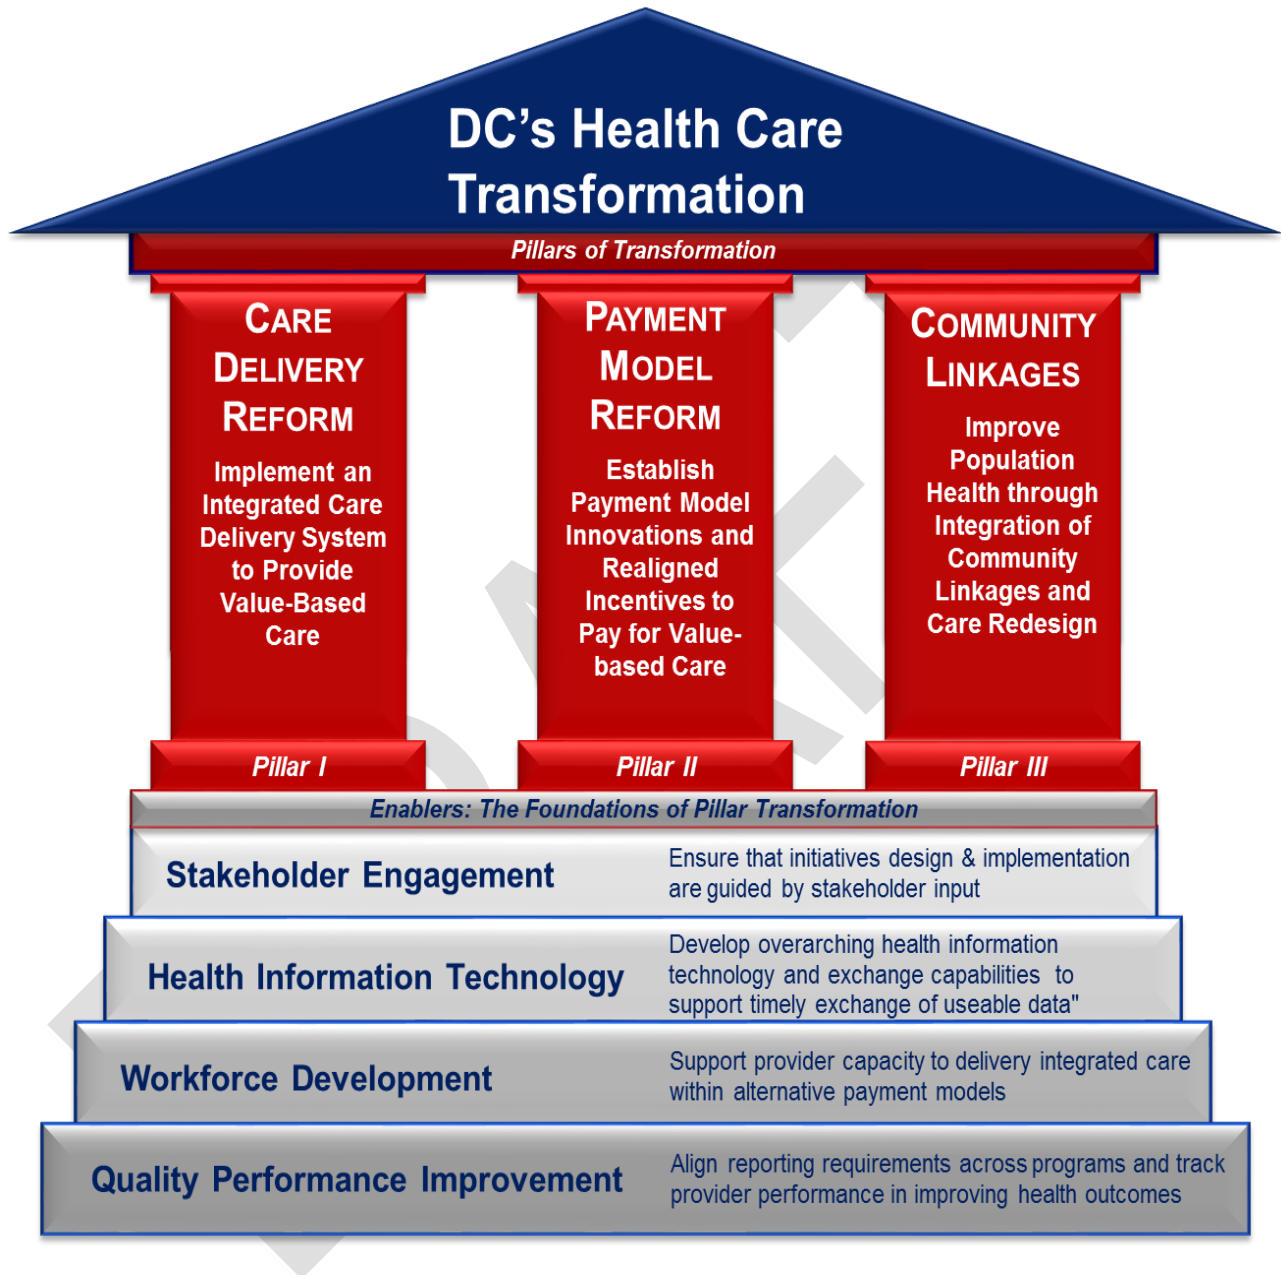 DC's Health Care
Transformation
Pillars of Transformation
CARE
DELIVERY
REFORM
Implement an
Integrated Care
Delivery System
to Provide
Value-Based
Care
Pillar I
PAYMENT
MODEL
REFORM
Establish
Payment Model
Innovations and
Realigned
Incentives to
Pay for Value-
based Care
Pillar II
COMMUNITY
LINKAGES
Improve
Population
Health through
Integration of
Community
Linkages and
Care Redesign
Pillar III
Enablers: The Foundations of Pillar Transformation
Stakeholder Engagement
Ensure that initiatives design & implementation
are guided by stakeholder input
Health Information Technology
Develop overarching health information
technology and exchange capabilities to
support timely exchange of useable data"
Workforce Development
Support provider capacity to delivery integrated care
within alternative payment models
Quality Performance Improvement
Align reporting requirements across programs and track
provider performance in improving health outcomes